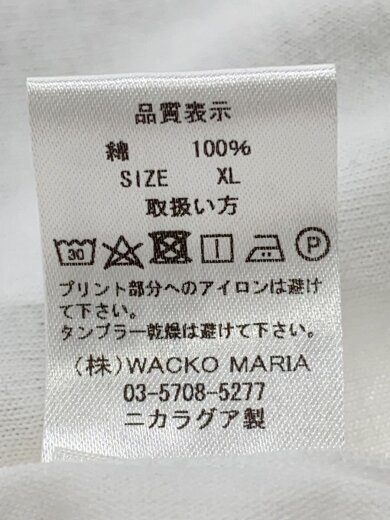 品質表示
綿 100%
SIZE XL
取扱い方
30 P
プリント部分へのアイロンは避け
て下さい。
タンブラー乾燥は避けて下さい。
(株)WACKO MARIA
03-5708-5277
ニカラグア製